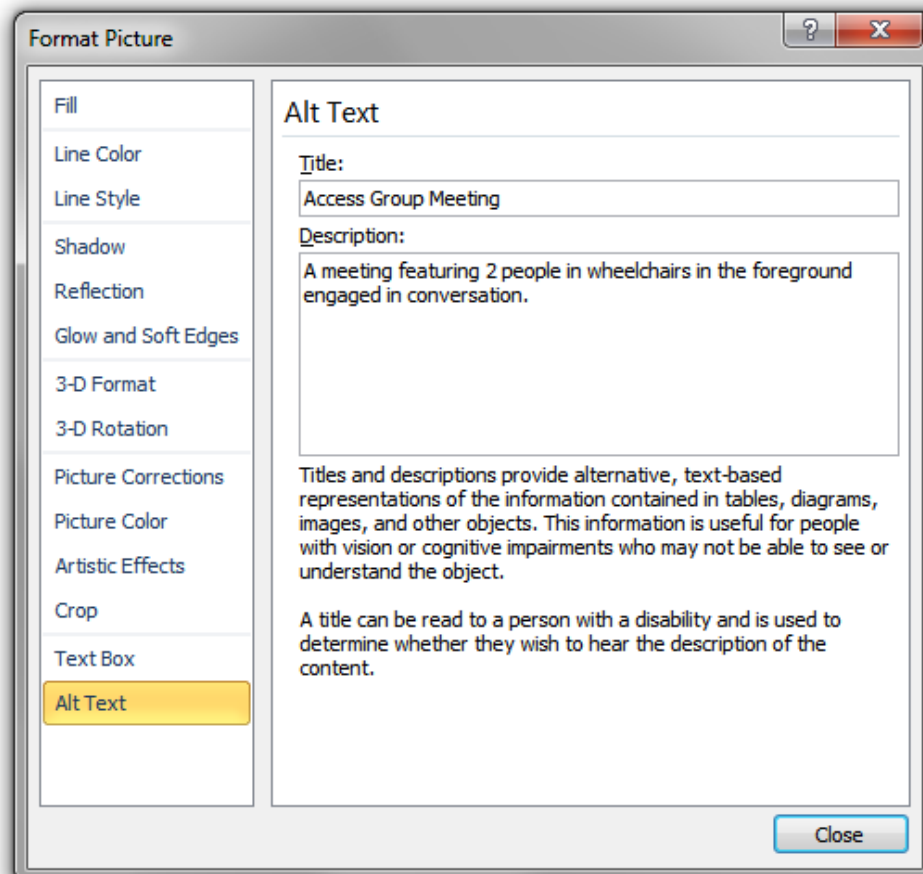 Format Picture
Fill
Line Color
Line Style
Shadow
Reflection
Glow and Soft Edges
3-D Format
3-D Rotation
Picture Corrections
Picture Color
Artistic Effects
Crop
Text Box
Alt Text
Alt Text
Title:
Access Group Meeting
Description:
A meeting featuring 2 people in wheelchairs in the foreground
engaged in conversation.
Titles and descriptions provide alternative, text-based
representations of the information contained in tables, diagrams,
images, and other objects. This information is useful for people
with vision or cognitive impairments who may not be able to see or
understand the object.
A title can be read to a person with a disability and is used to
determine whether they wish to hear the description of the
content.
Close